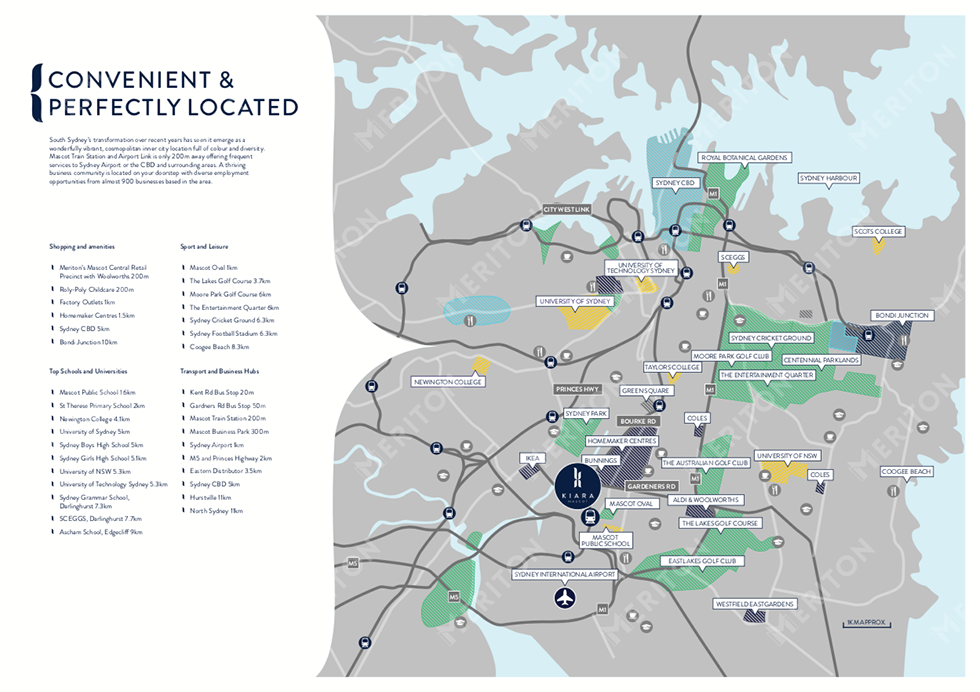 CONVENIENT &
PERFECTLY LOCATED
South Sydney's transformation over recent years has seen it emerge as a
wonderfully vibrant, cosmopolitan inner city location full of colour and diversity.
Mascot Train Station and Airport Link is only 200m away offering frequent
services to Sydney Airport or the CBD and surrounding areas. A thriving
business community is located on your doorstep with diverse employment
opportunities from almost 900 businesses based in the area.
Shopping and amenities
Meriton's Mascot Central Retail
Precinct with Woolworths 200m
Roly-Poly Childcare 200m
Factory Outlets 1km
Homemaker Centres 1.5km
Sydney CBD 5km
Bondi Junction 10km
Sport and Leisure
Mascot Oval 1km
The Lakes Golf Course 3.7km
Moore Park Golf Course 6km
The Entertainment Quarter 6km
Sydney Cricket Ground 6.3km
Sydney Football Stadium 6.3km
Coogee Beach 8.3km
Top Schools and Universities
Mascot Public School 1.6km
St Therese Primary School 2km
Newington College 4.1km
University of Sydney 5km
Sydney Boys High School 5km
Sydney Girls High School 5.1km
University of NSW 5.3km
University of Technology Sydney 5.3km
Sydney Grammar School,
Darlinghurst 7.3km
SCEGGS, Darlinghurst 7.7km
Ascham School, Edgecliff 9km
Transport and Business Hubs
Kent Rd Bus Stop 20m
Gardners Rd Bus Stop 50m
Mascot Train Station 200m
Mascot Business Park 300m
Sydney Airport 1km
M5 and Princes Highway 2km
Eastern Distributor 3.5km
Sydney CBD 5km
Hurstville 11km
North Sydney 11km
ROYAL BOTANICAL GARDENS
SYDNEY HARBOUR
SYDNEY CBD
M1
CITY WEST LINK
SCOTS COLLEGE
SCEGGS
UNIVERSITY OF
TECHNOLOGY SYDNEY
M1
UNIVERSITY OF SYDNEY
BONDI JUNCTION
SYDNEY CRICKET GROUND
MOORE PARK GOLF CLUB
CENTENNIAL PARKLANDS
TAYLORS COLLEGE
THE ENTERTAINMENT QUARTER
NEWINGTON COLLEGE
PRINCES HWY
GREEN SQUARE
M1
SYDNEY PARK
BOURKE RD
COLES
HOMEMAKER CENTRES
IKEA
BUNNINGS
THE AUSTRALIAN GOLF CLUB
UNIVERSITY OF NSW
COLES
COOGEE BEACH
M1
GARDENERS RD
KIARA
MASCOT
MASCOT OVAL
ALDI & WOOLWORTHS
THE LAKES GOLF COURSE
MASCOT
PUBLIC SCHOOL
M5
EASTLAKES GOLF CLUB
SYDNEY INTERNATIONAL AIRPORT
M5
M1
WESTFIELD EASTGARDENS
1KM APPROX.
MERITON